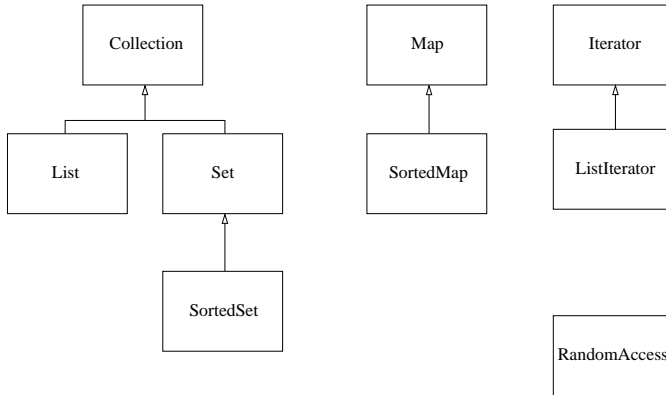 Collection
Map
Iterator
List
Set
SortedMap
ListIterator
SortedSet
RandomAccess